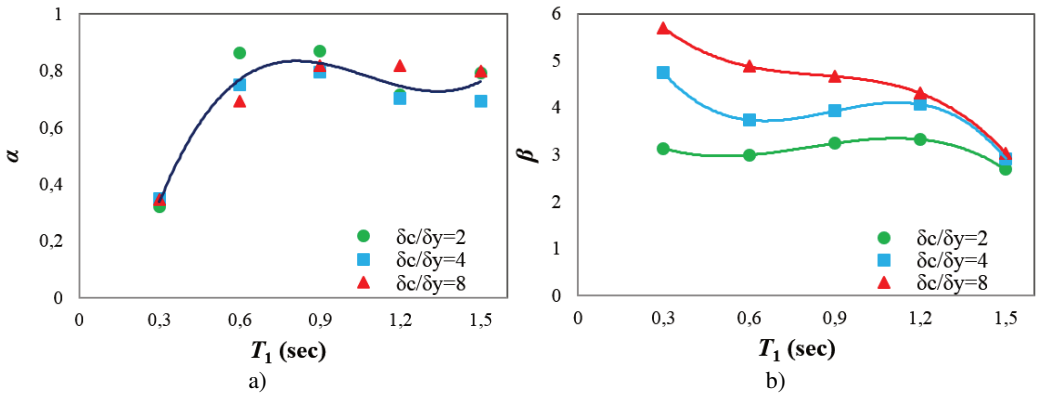 1
0,8
0,6
0,4
0,2
0
α
δc/δy=2
δc/δy=4
δc/δy=8
0 0,3 0,6 0,9 1,2 1,5
T1 (sec)
a)
6
5
4
3
2
1
0
β
δc/δy=2
δc/δy=4
δc/δy=8
0 0,3 0,6 0,9 1,2 1,5
T1 (sec)
b)